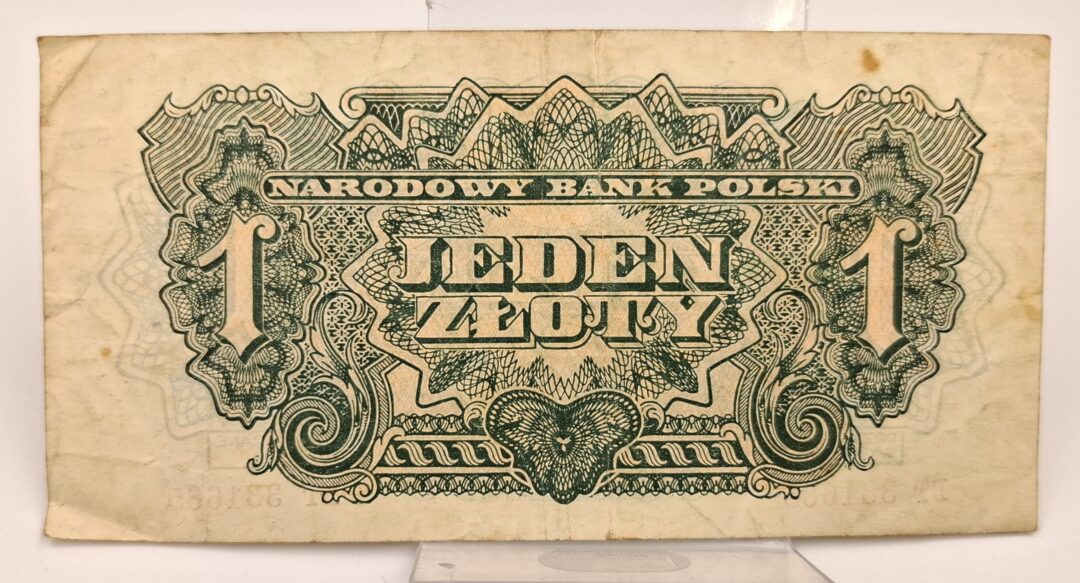 NARODOWY BANK POLSKI
1 JEDEN 1
ZŁOTY